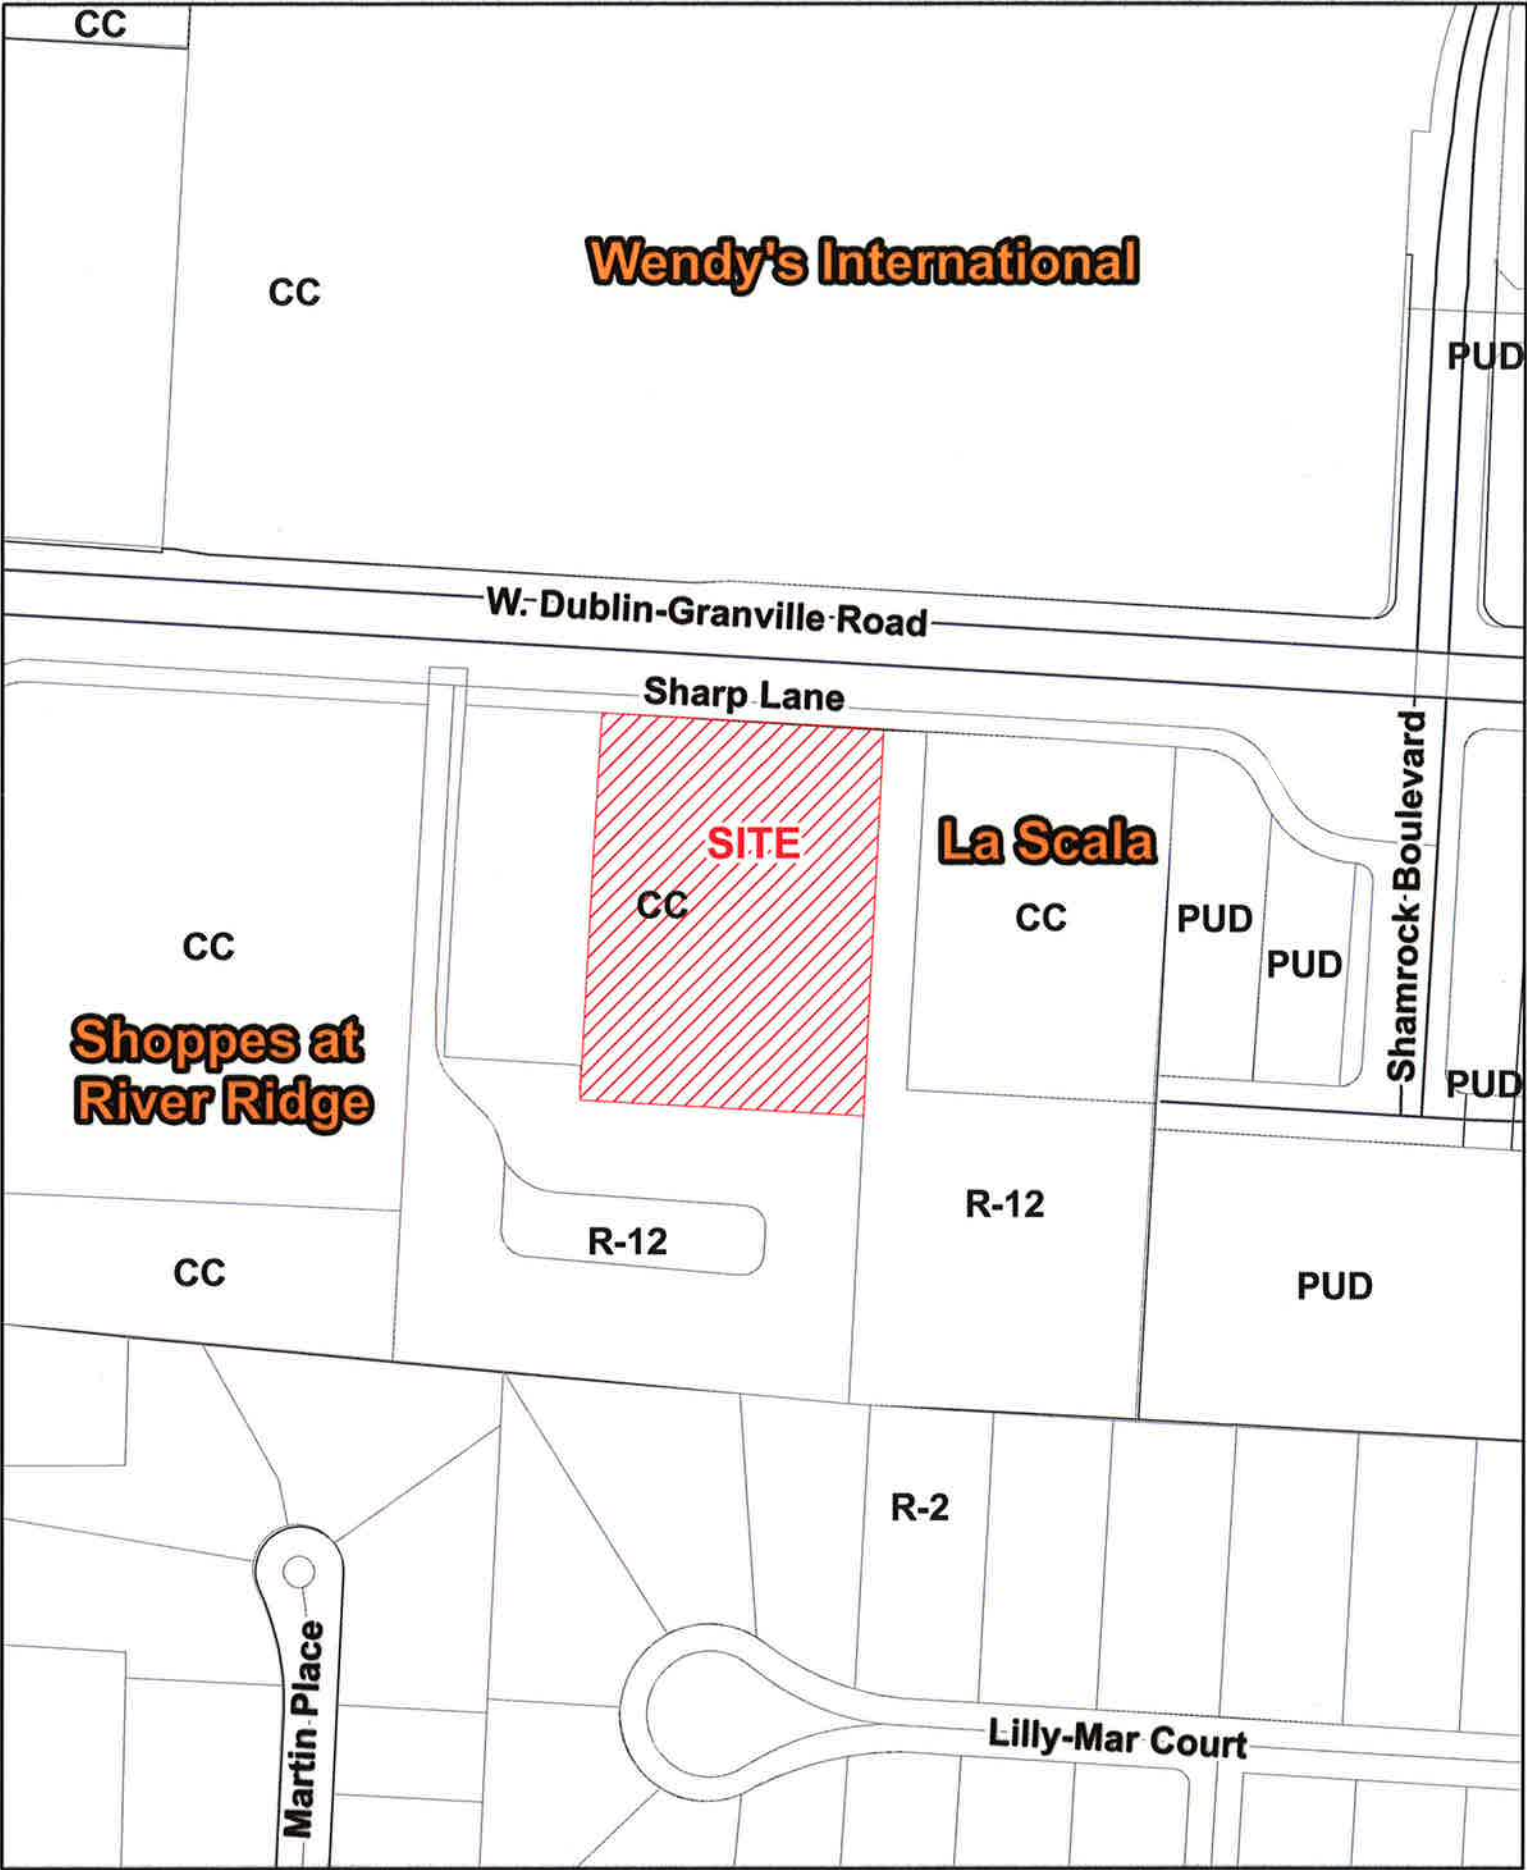 CC
Wendy's International
CC
PUD
W. Dublin-Granville Road
Sharp Lane
SITE
CC
La Scala
CC
PUD
PUD
Shamrock Boulevard
CC
Shoppes at
River Ridge
PUD
R-12
R-12
CC
PUD
R-2
Martin Place
Lilly-Mar Court